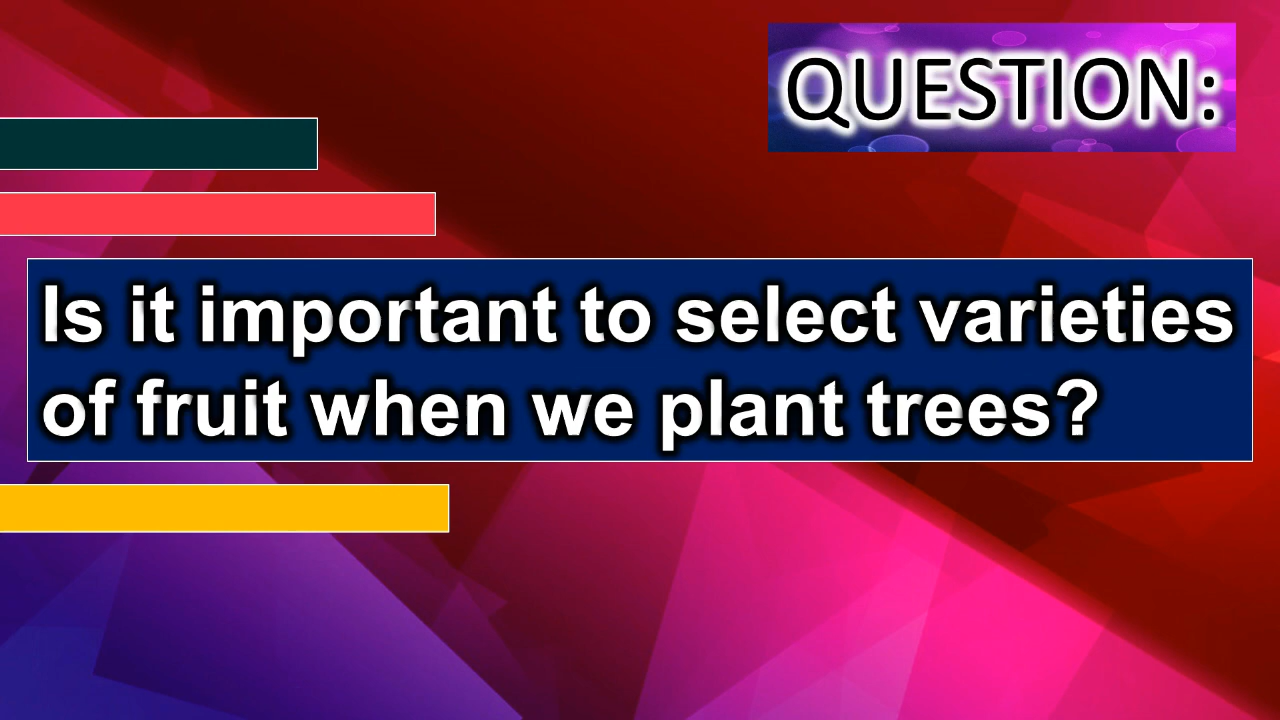 QUESTION:
Is it important to select varieties
of fruit when we plant trees?